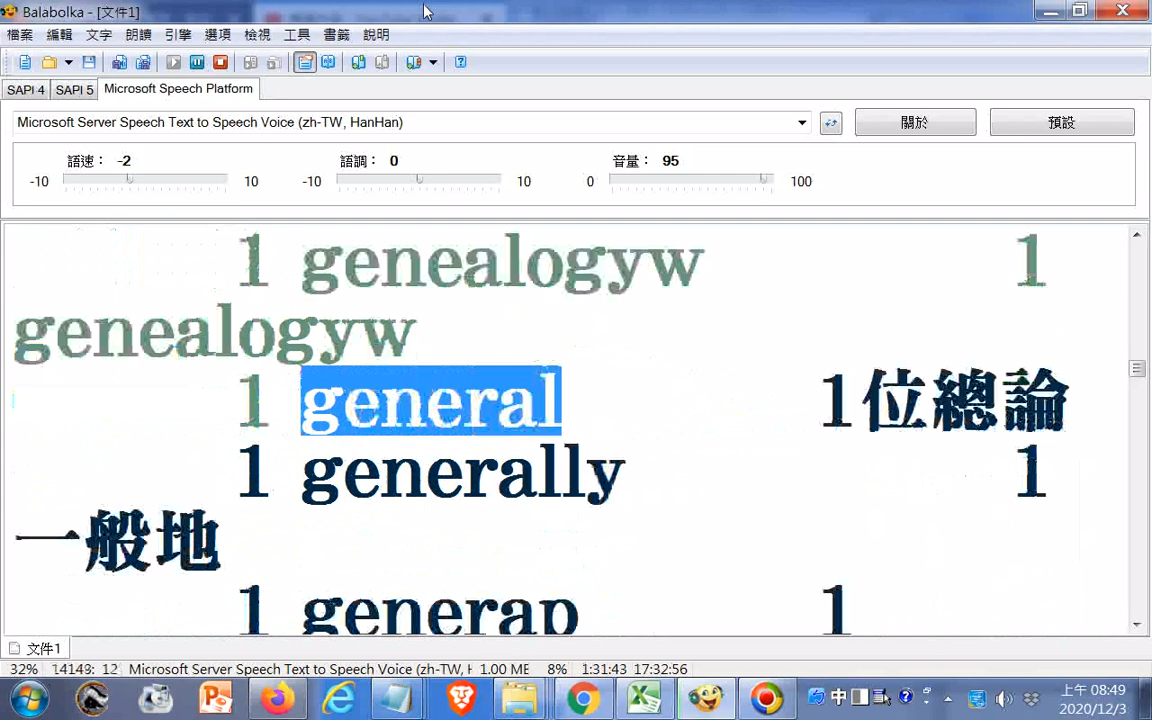 Balabolka - [文件1]
檔案 編輯 文字 朗讀 引擎 選項 檢視 工具 書籤 說明
SAPI 4 SAPI 5 Microsoft Speech Platform
Microsoft Server Speech Text to Speech Voice (zh-TW, HanHan) 關於 預設
語速： -2 語調： 0 音量： 95
-10 10 -10 10 0 100
1 genealogyw 1
genealogyw
1 general 1位總論
1 generally 1
一般地
1 generap 1
文件1
32% 14149: 12 Microsoft Server Speech Text to Speech Voice (zh-TW, H 1.00 ME 8% 1:31:43 17:32:56
中 上午 08:49
2020/12/3